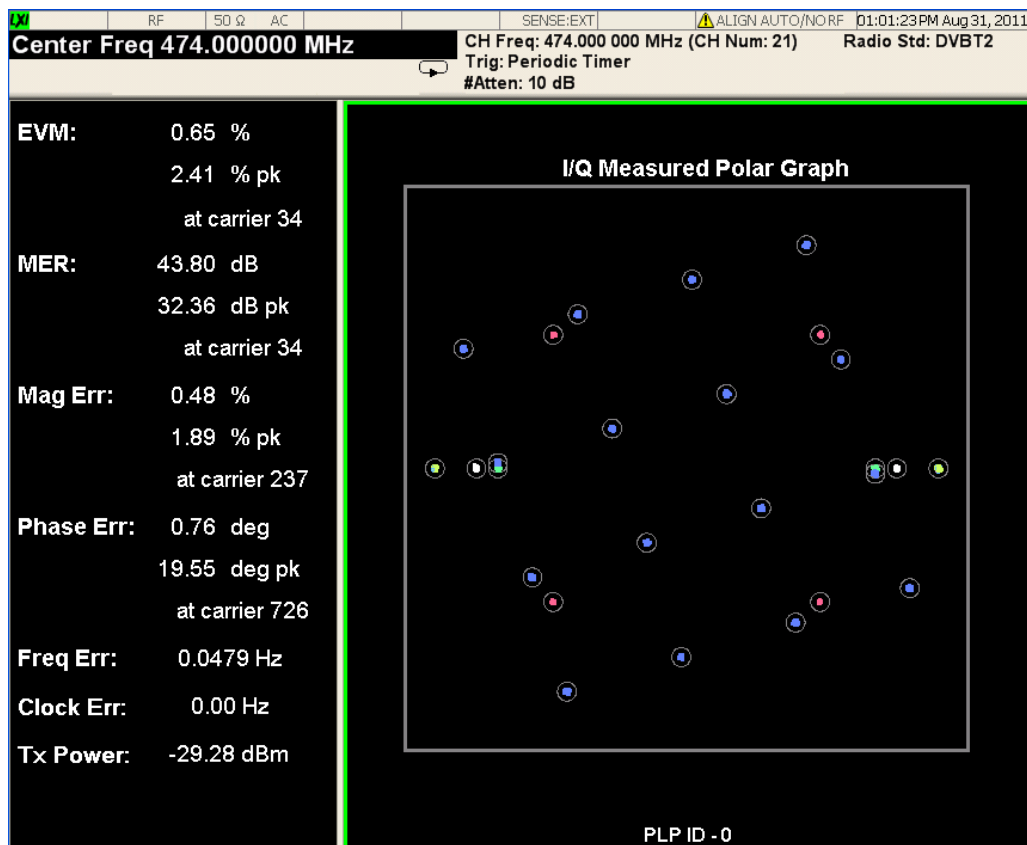 LXI RF 50 Ω AC SENSE:EXT ALIGN AUTO/NO RF 01:01:23 PM Aug 31, 2011
Center Freq 474.000000 MHz
CH Freq: 474.000 000 MHz (CH Num: 21) Radio Std: DVBT2
Trig: Periodic Timer
#Atten: 10 dB
EVM: 0.65 %
2.41 % pk
at carrier 34
MER: 43.80 dB
32.36 dB pk
at carrier 34
Mag Err: 0.48 %
1.89 % pk
at carrier 237
Phase Err: 0.76 deg
19.55 deg pk
at carrier 726
Freq Err: 0.0479 Hz
Clock Err: 0.00 Hz
Tx Power: -29.28 dBm
I/Q Measured Polar Graph
PLP ID - 0